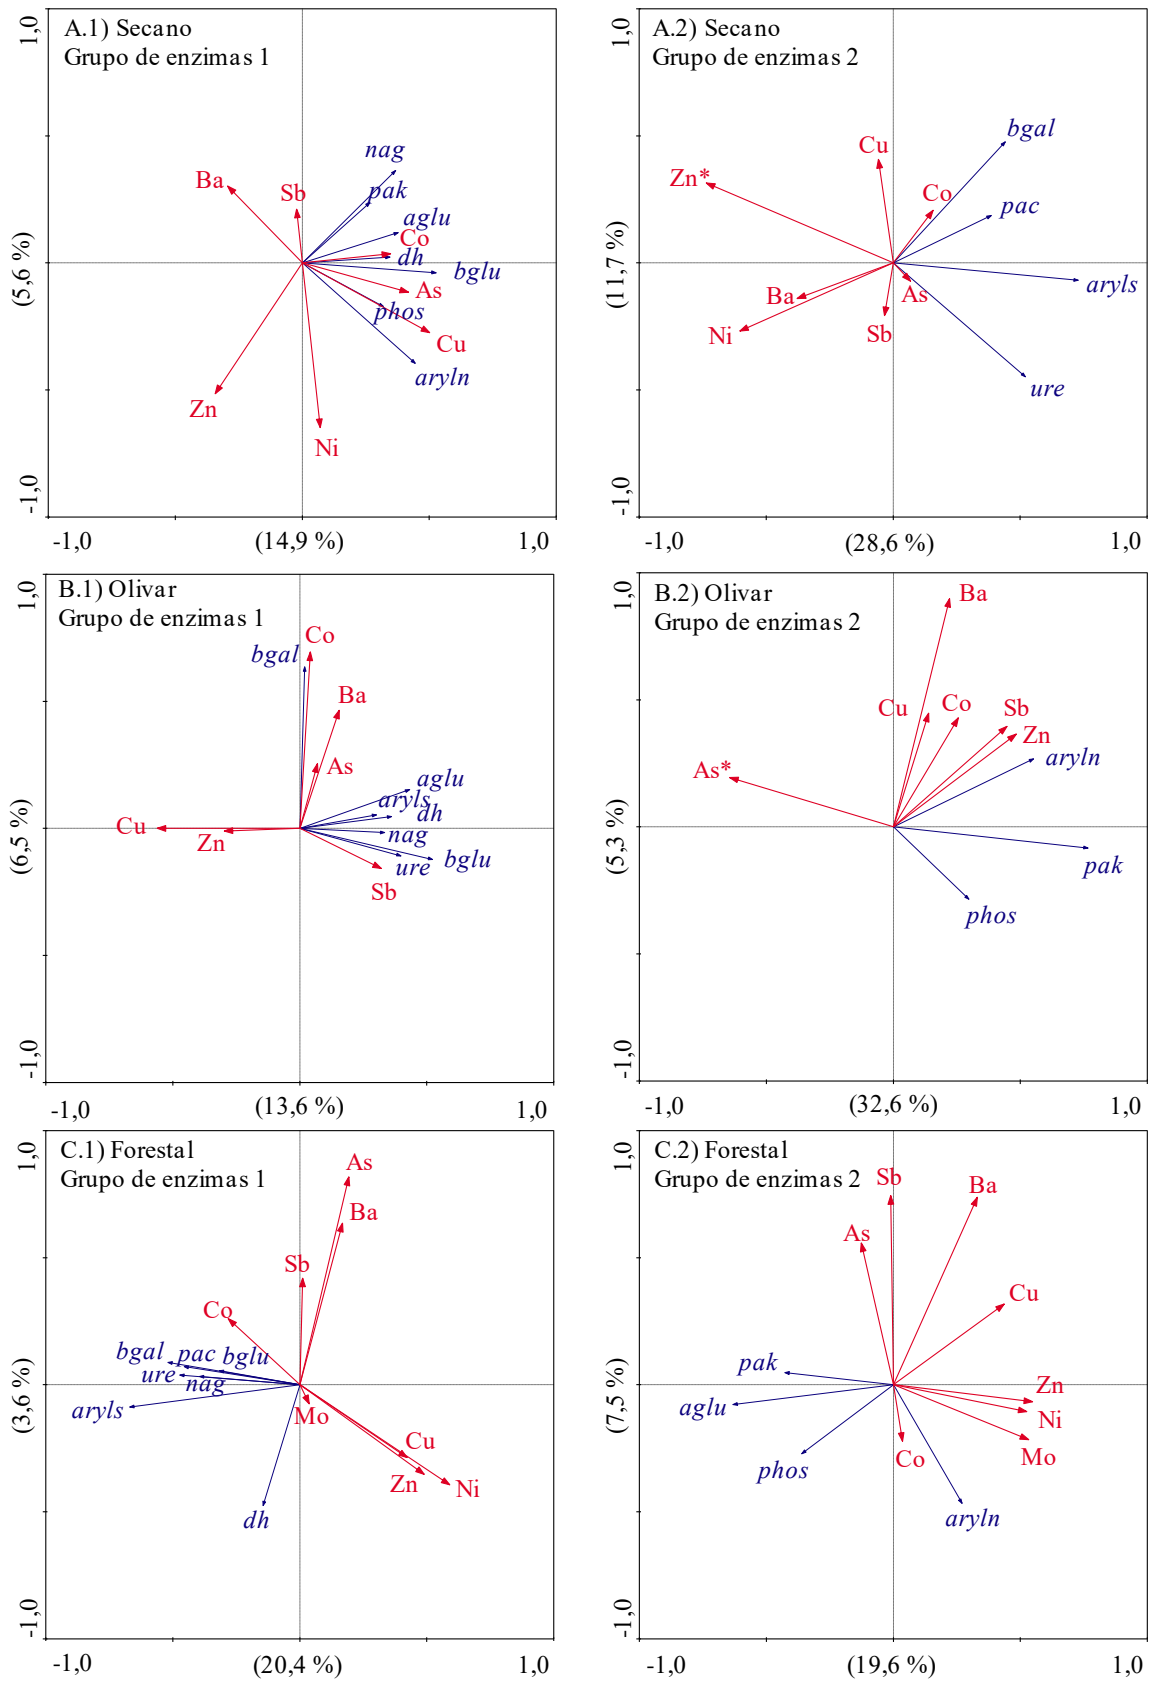 A.1) Secano
Grupo de enzimas 1
1,0
nag
Ba
Sb
pak
aglu
Co
dh
bglu
(5,6 %)
As
phos
Cu
aryln
Zn
Ni
-1,0
-1,0
(14,9 %)
1,0
A.2) Secano
Grupo de enzimas 2
1,0
bgal
Cu
Zn*
Co
pac
(11,7 %)
aryls
Ba
As
Ni
Sb
ure
-1,0
-1,0
(28,6 %)
1,0
B.1) Olivar
Grupo de enzimas 1
1,0
Co
bgal
Ba
As
aglu
aryls
dh
Cu
Zn
nag
(6,5 %)
ure
bglu
Sb
-1,0
-1,0
(13,6 %)
1,0
B.2) Olivar
Grupo de enzimas 2
1,0
Ba
Cu
Co
Sb
Zn
aryln
As*
(5,3 %)
pak
phos
-1,0
-1,0
(32,6 %)
1,0
C.1) Forestal
Grupo de enzimas 1
1,0
As
Ba
Sb
Co
bgal
pac
bglu
ure
nag
(3,6 %)
aryls
Mo
Cu
Zn
Ni
dh
-1,0
-1,0
(20,4 %)
1,0
C.2) Forestal
Grupo de enzimas 2
1,0
Sb
Ba
As
Cu
pak
aglu
Zn
(7,5 %)
Ni
Co
Mo
phos
aryln
-1,0
-1,0
(19,6 %)
1,0